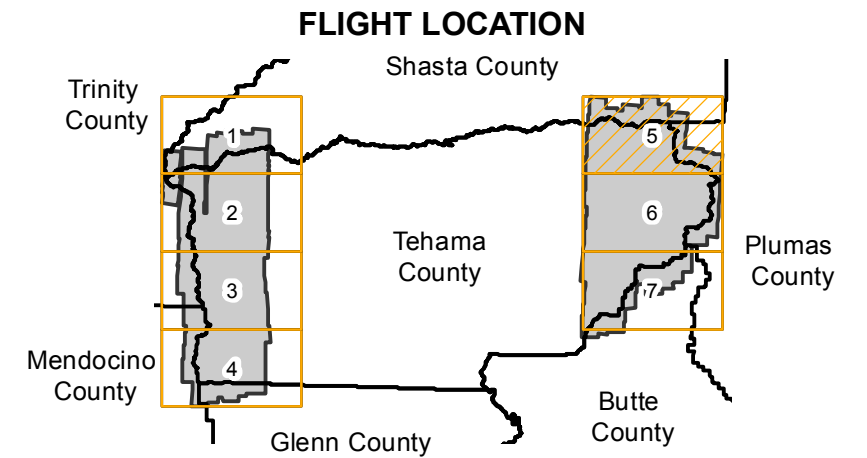 FLIGHT LOCATION
Shasta County
Trinity
County
1
5
2
6
Tehama
County
Plumas
County
3
7
Mendocino
County
4
Butte
County
Glenn County